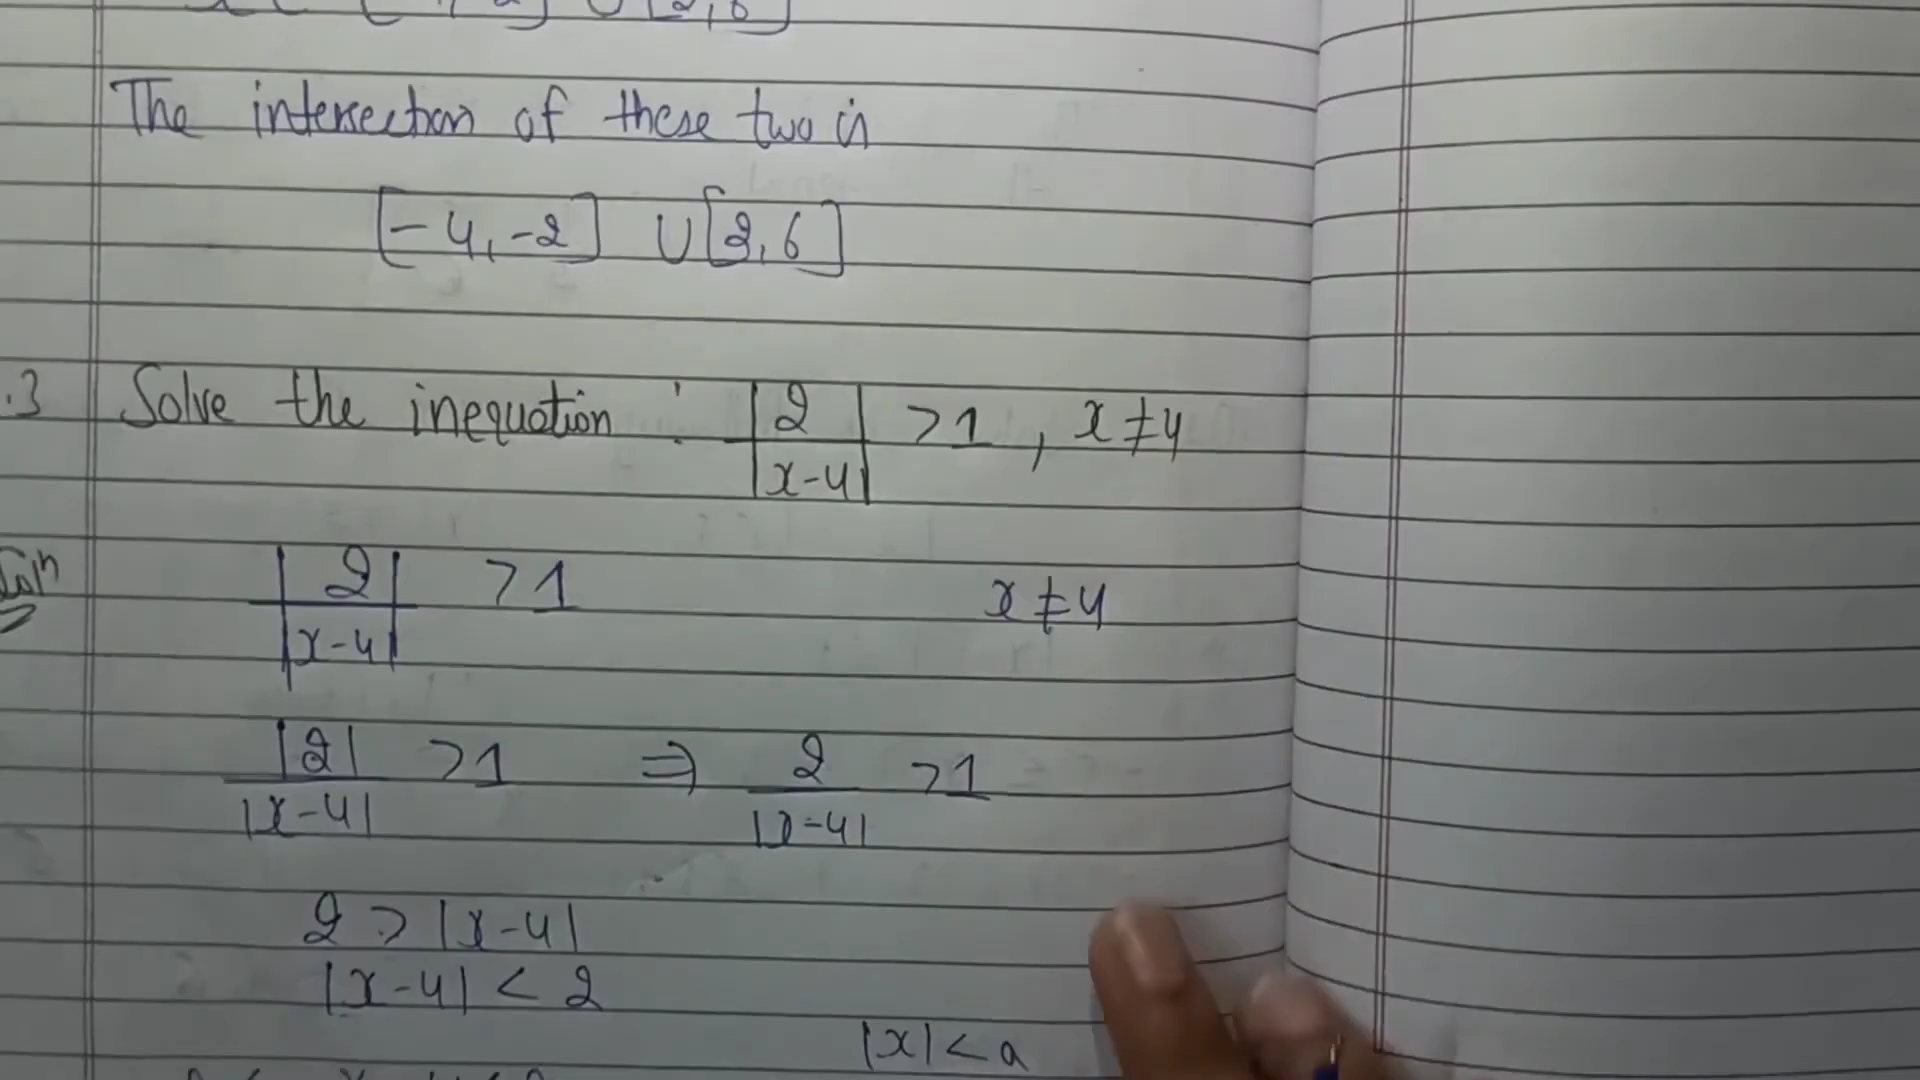 The intersection of these two is
[-4,-2] ∪ [2,6]
.3 Solve the inequation : |2/(x-4)| >1 , x≠4
Soln |2/(x-4)| >1 x≠4
|2|/|x-4| >1 ⇒ 2/|x-4| >1
2 > |x-4|
|x-4| < 2
|x| < a